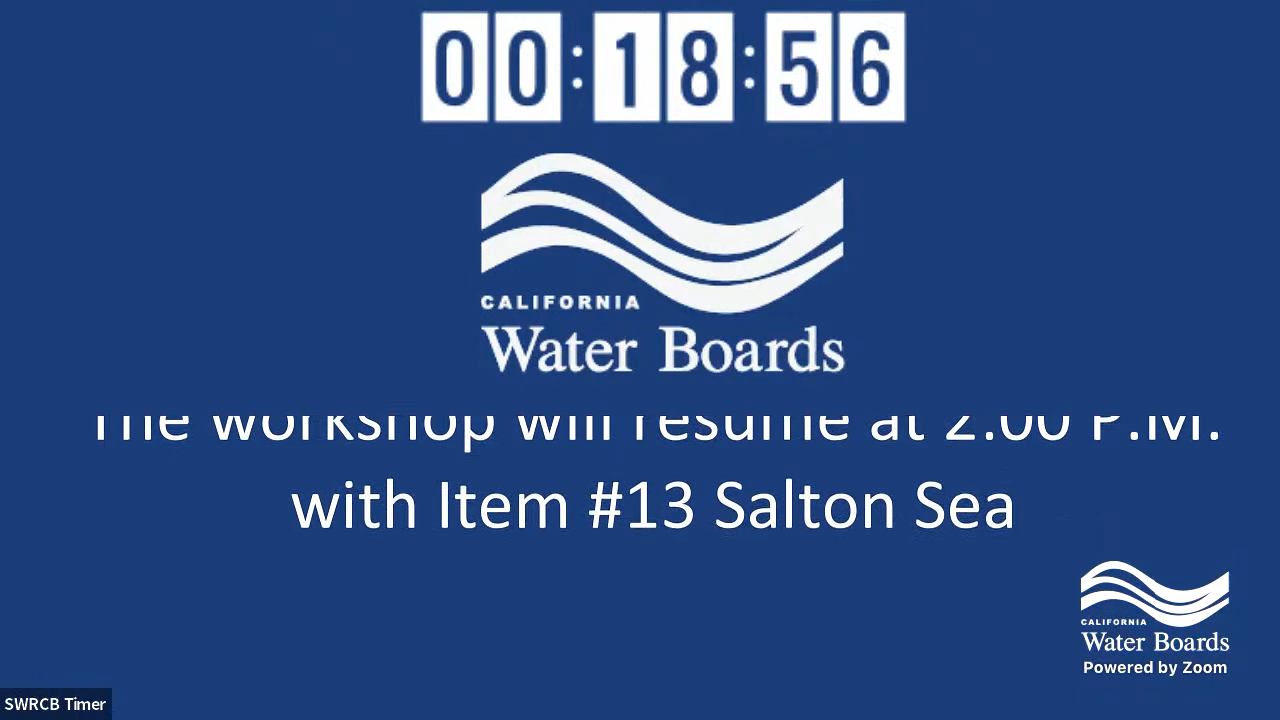 00:18:56
CALIFORNIA
Water Boards
The workshop will resume at 2:00 P.M.
with Item #13 Salton Sea
CALIFORNIA
Water Boards
Powered by Zoom
SWRCB Timer